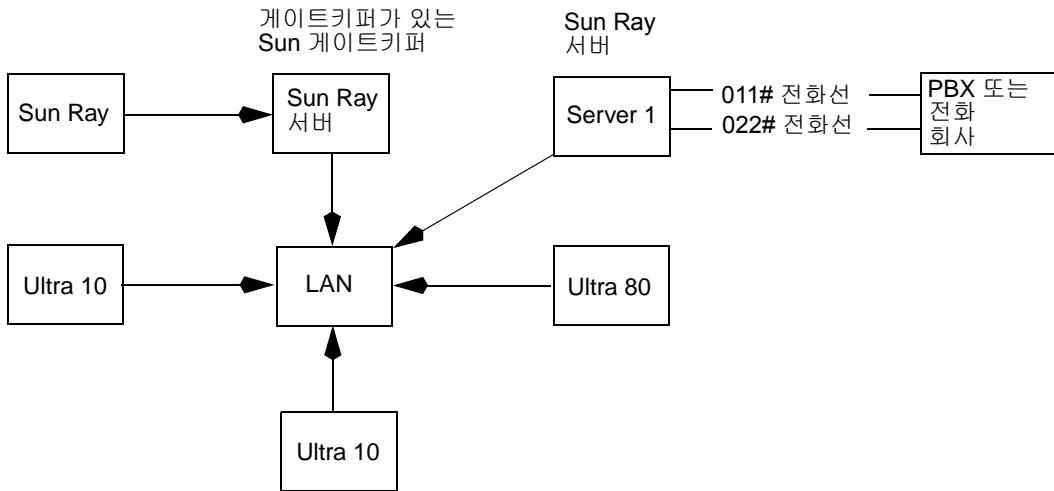 게이트키퍼가 있는
Sun 게이트키퍼
Sun Ray
서버
Sun Ray
Sun Ray
서버
Server 1
011# 전화선
022# 전화선
PBX 또는
전화
회사
Ultra 10
LAN
Ultra 80
Ultra 10